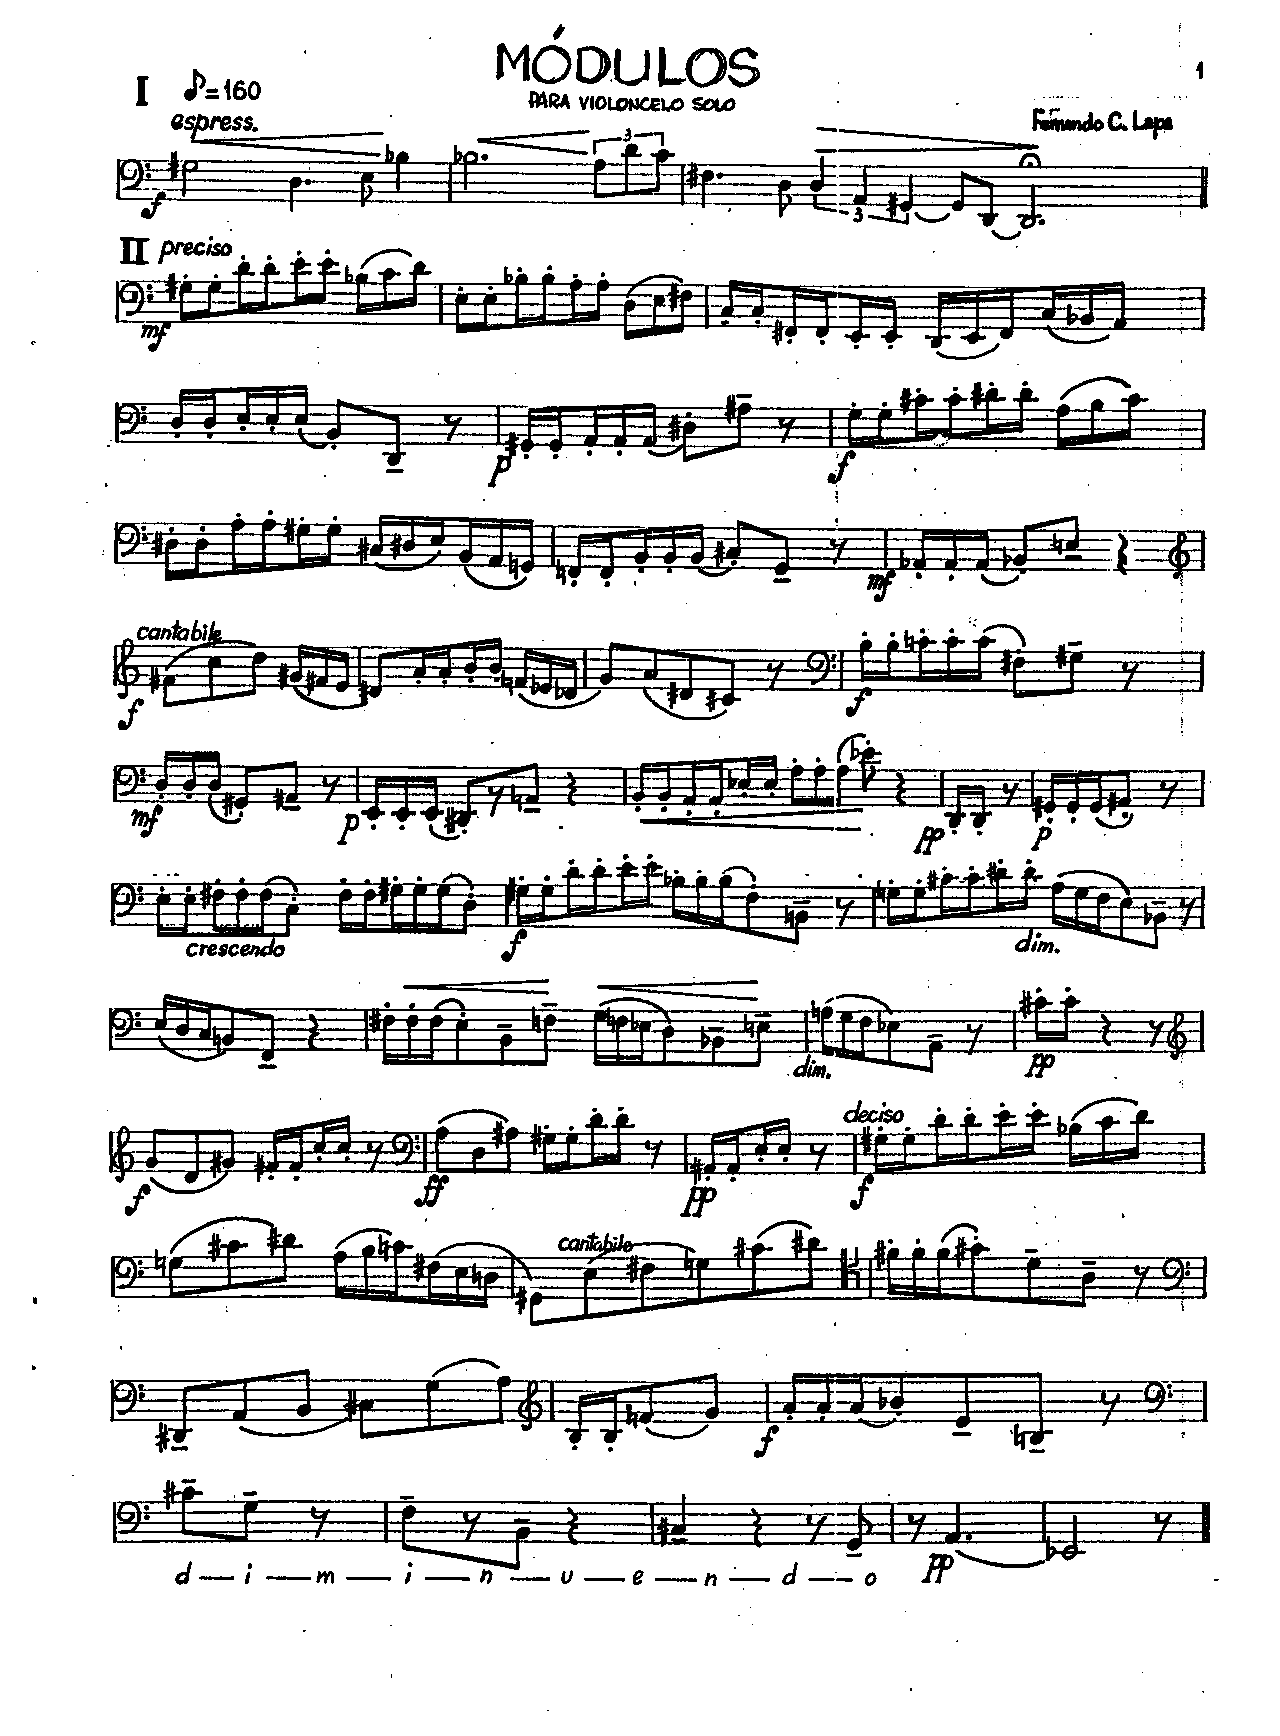 MÓDULOS
1
PARA VIOLONCELO SOLO
I ♪=160
Fernando C. Lapa
espress.
3
f
3
II preciso
mf
p
f
mf
cantabile
f
f
mf
p
pp
p
crescendo
f
dim.
dim.
pp
deciso
f
ff
pp
f
cantabile
f
d—i—m—i—n—u—e—n—d—o
pp